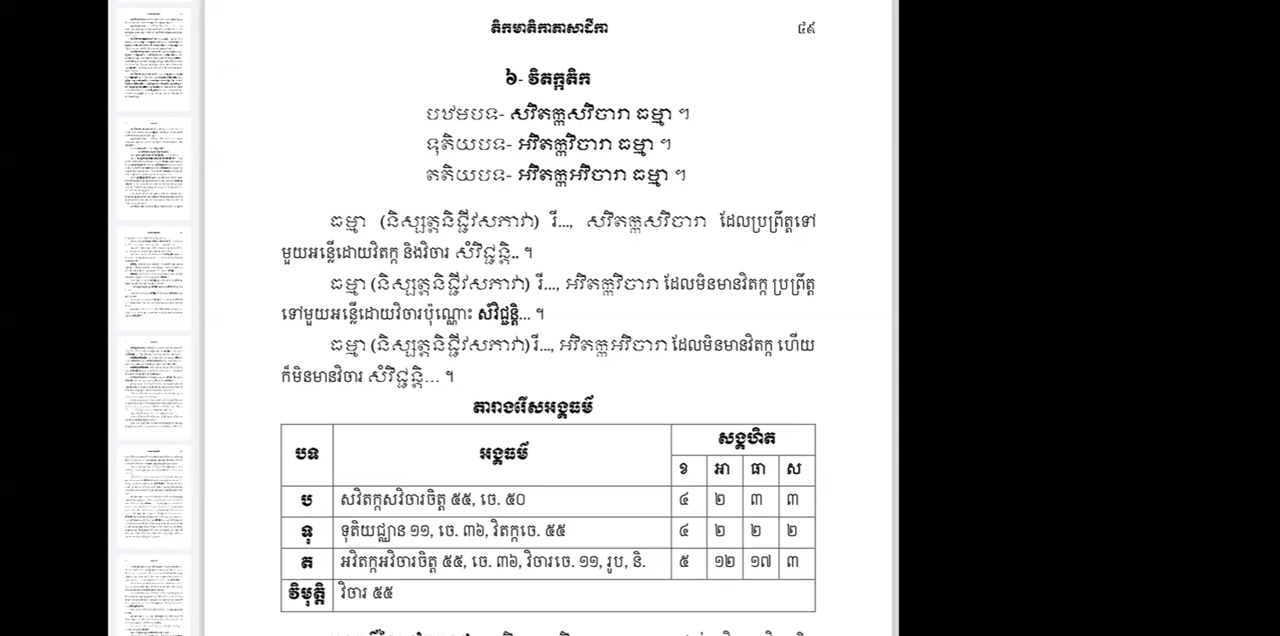 តិកមាតិកាភាសាដីកា ៤៩
៦- វិតក្កតិក
បឋមបទ- សវិតក្កសវិចារា ធម្មា ។
ទុតិយបទ- អវិតក្កវិចារា ធម្មា ។
តតិយបទ- អវិតក្កអវិចារា ធម្មា ។
ធម្មា (និស្សត្តនិជ្ជីវសភាវា) រី..., សវិតក្កសវិចារា ដែលប្រព្រឹត្តទៅ
មួយអន្លើដោយវិតក្ក និងវិចារ សំវិជ្ជន្តិ.. ។
ធម្មា (និស្សត្តនិជ្ជីវសភាវា) រី..., អវិតក្កវិចារា ដែលមិនមានវិតក្ក ប្រព្រឹត្ត
ទៅមួយអន្លើដោយវិចារប៉ុណ្ណោះ សំវិជ្ជន្តិ... ។
ធម្មា (និស្សត្តនិជ្ជីវសភាវា)រី..., អវិតក្កអវិចារា ដែលមិនមានវិតក្ក ហើយ
ក៏មិនមានវិចារ សំវិជ្ជន្តិ... ។
តារាងរើសអង្គធម៌
បទ អង្គធម៌ សង្គហិត
ខ អា ធា ស
ប សវិតក្កសវិចារចិត្ត ៥៥, ចេ. ៥០ ៤ ២ ៣ ៣
ទុ ទុតិយជ្ឈាន ១១, ចេ. ៣៦, វិតក្កចេ. ៥៥ ៤ ២ ២ ២
ត អវិតក្កអវិចារចិត្ត ៥៥, ចេ. ៣៦, វិចារចេ. ១១, រូប, និ. ៥ ១២ ១៧ ៣
វិមុត្តិ វិចារ ៥៥